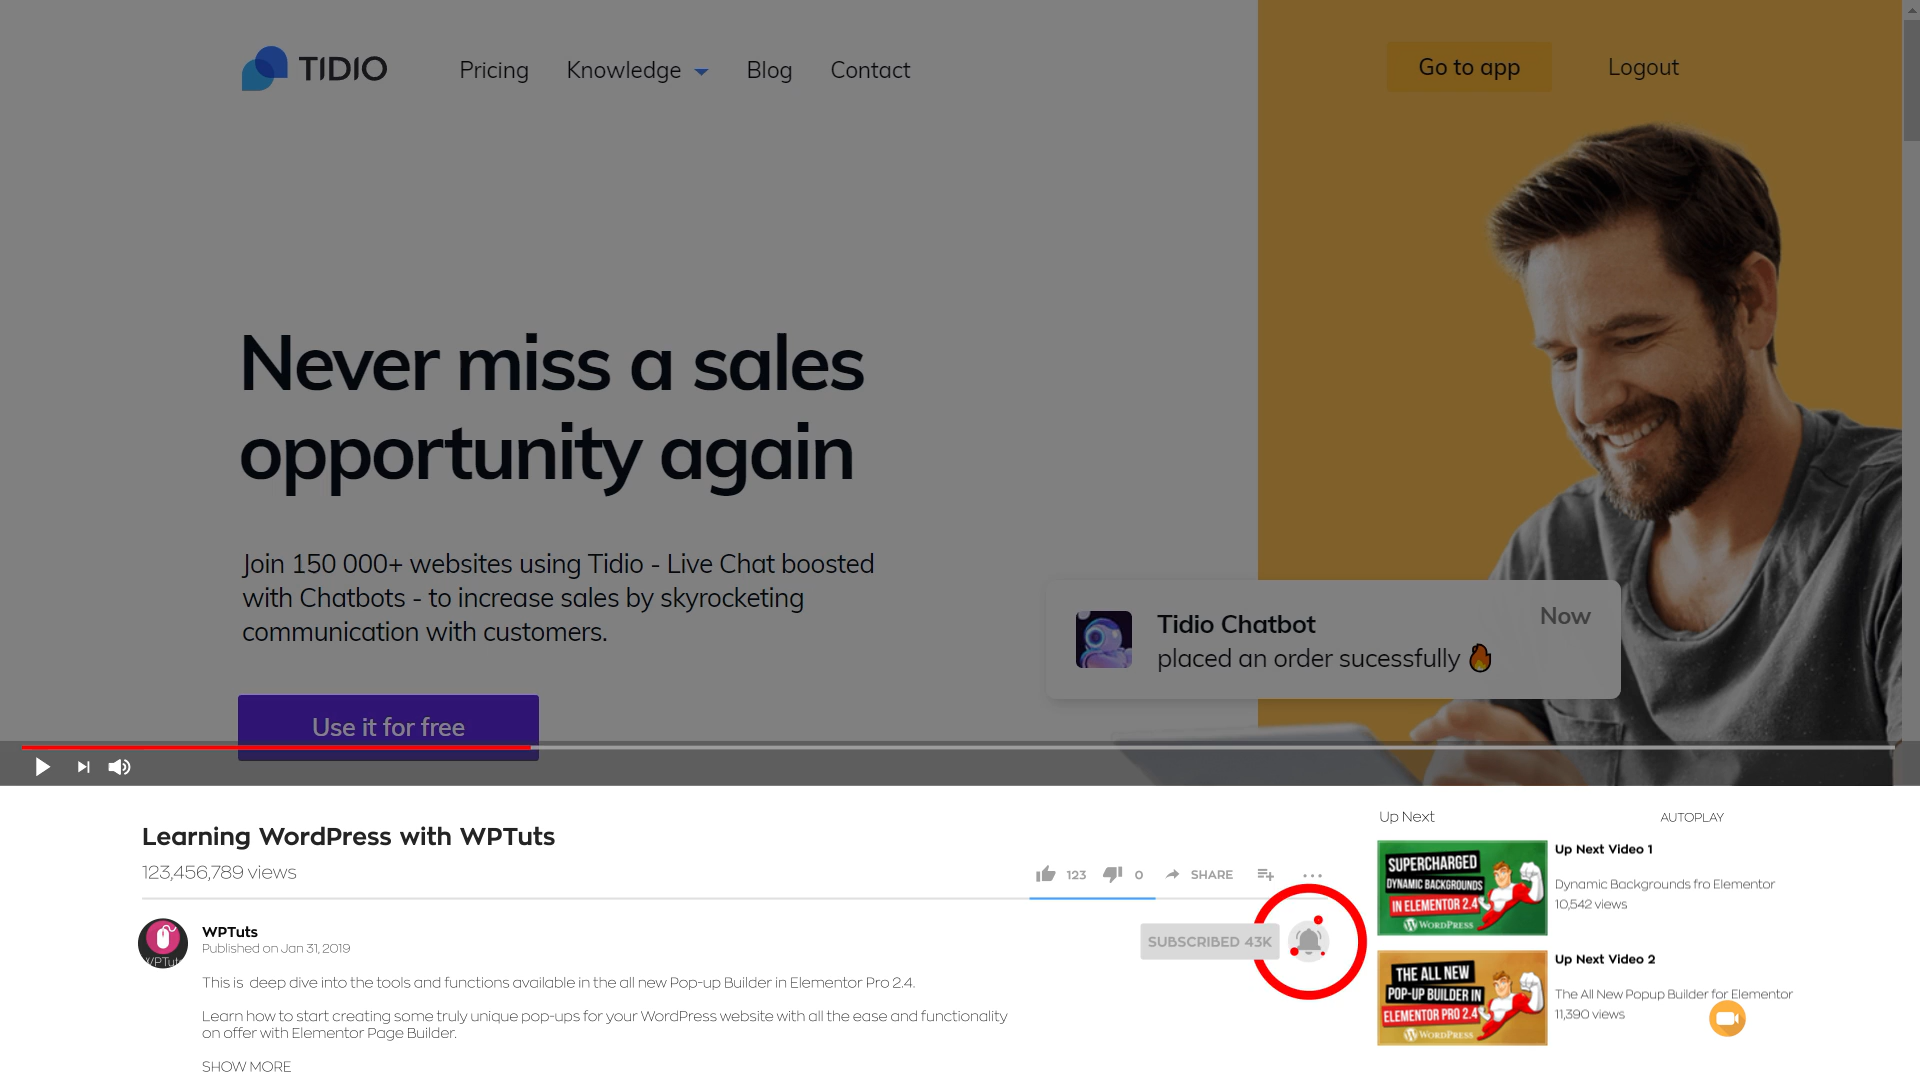 TIDIO
Pricing
Knowledge
Blog
Contact
Go to app
Logout
Never miss a sales
opportunity again
Join 150 000+ websites using Tidio - Live Chat boosted
with Chatbots - to increase sales by skyrocketing
communication with customers.
Tidio Chatbot
Now
placed an order sucessfully
Use it for free
Learning WordPress with WPTuts
123,456,789 views
123
0
SHARE
WPTuts
Published on Jan 31, 2019
SUBSCRIBED 43K
This is deep dive into the tools and functions available in the all new Pop-up Builder in Elementor Pro 2.4.
Learn how to start creating some truly unique pop-ups for your WordPress website with all the ease and functionality
on offer with Elementor Page Builder.
SHOW MORE
Up Next
AUTOPLAY
SUPERCHARGED
DYNAMIC BACKGROUNDS
IN ELEMENTOR 2.4
WORDPRESS
Up Next Video 1
Dynamic Backgrounds fro Elementor
10,542 views
THE ALL NEW
POP-UP BUILDER IN
ELEMENTOR PRO 2.4
WORDPRESS
Up Next Video 2
The All New Popup Builder for Elementor
11,390 views